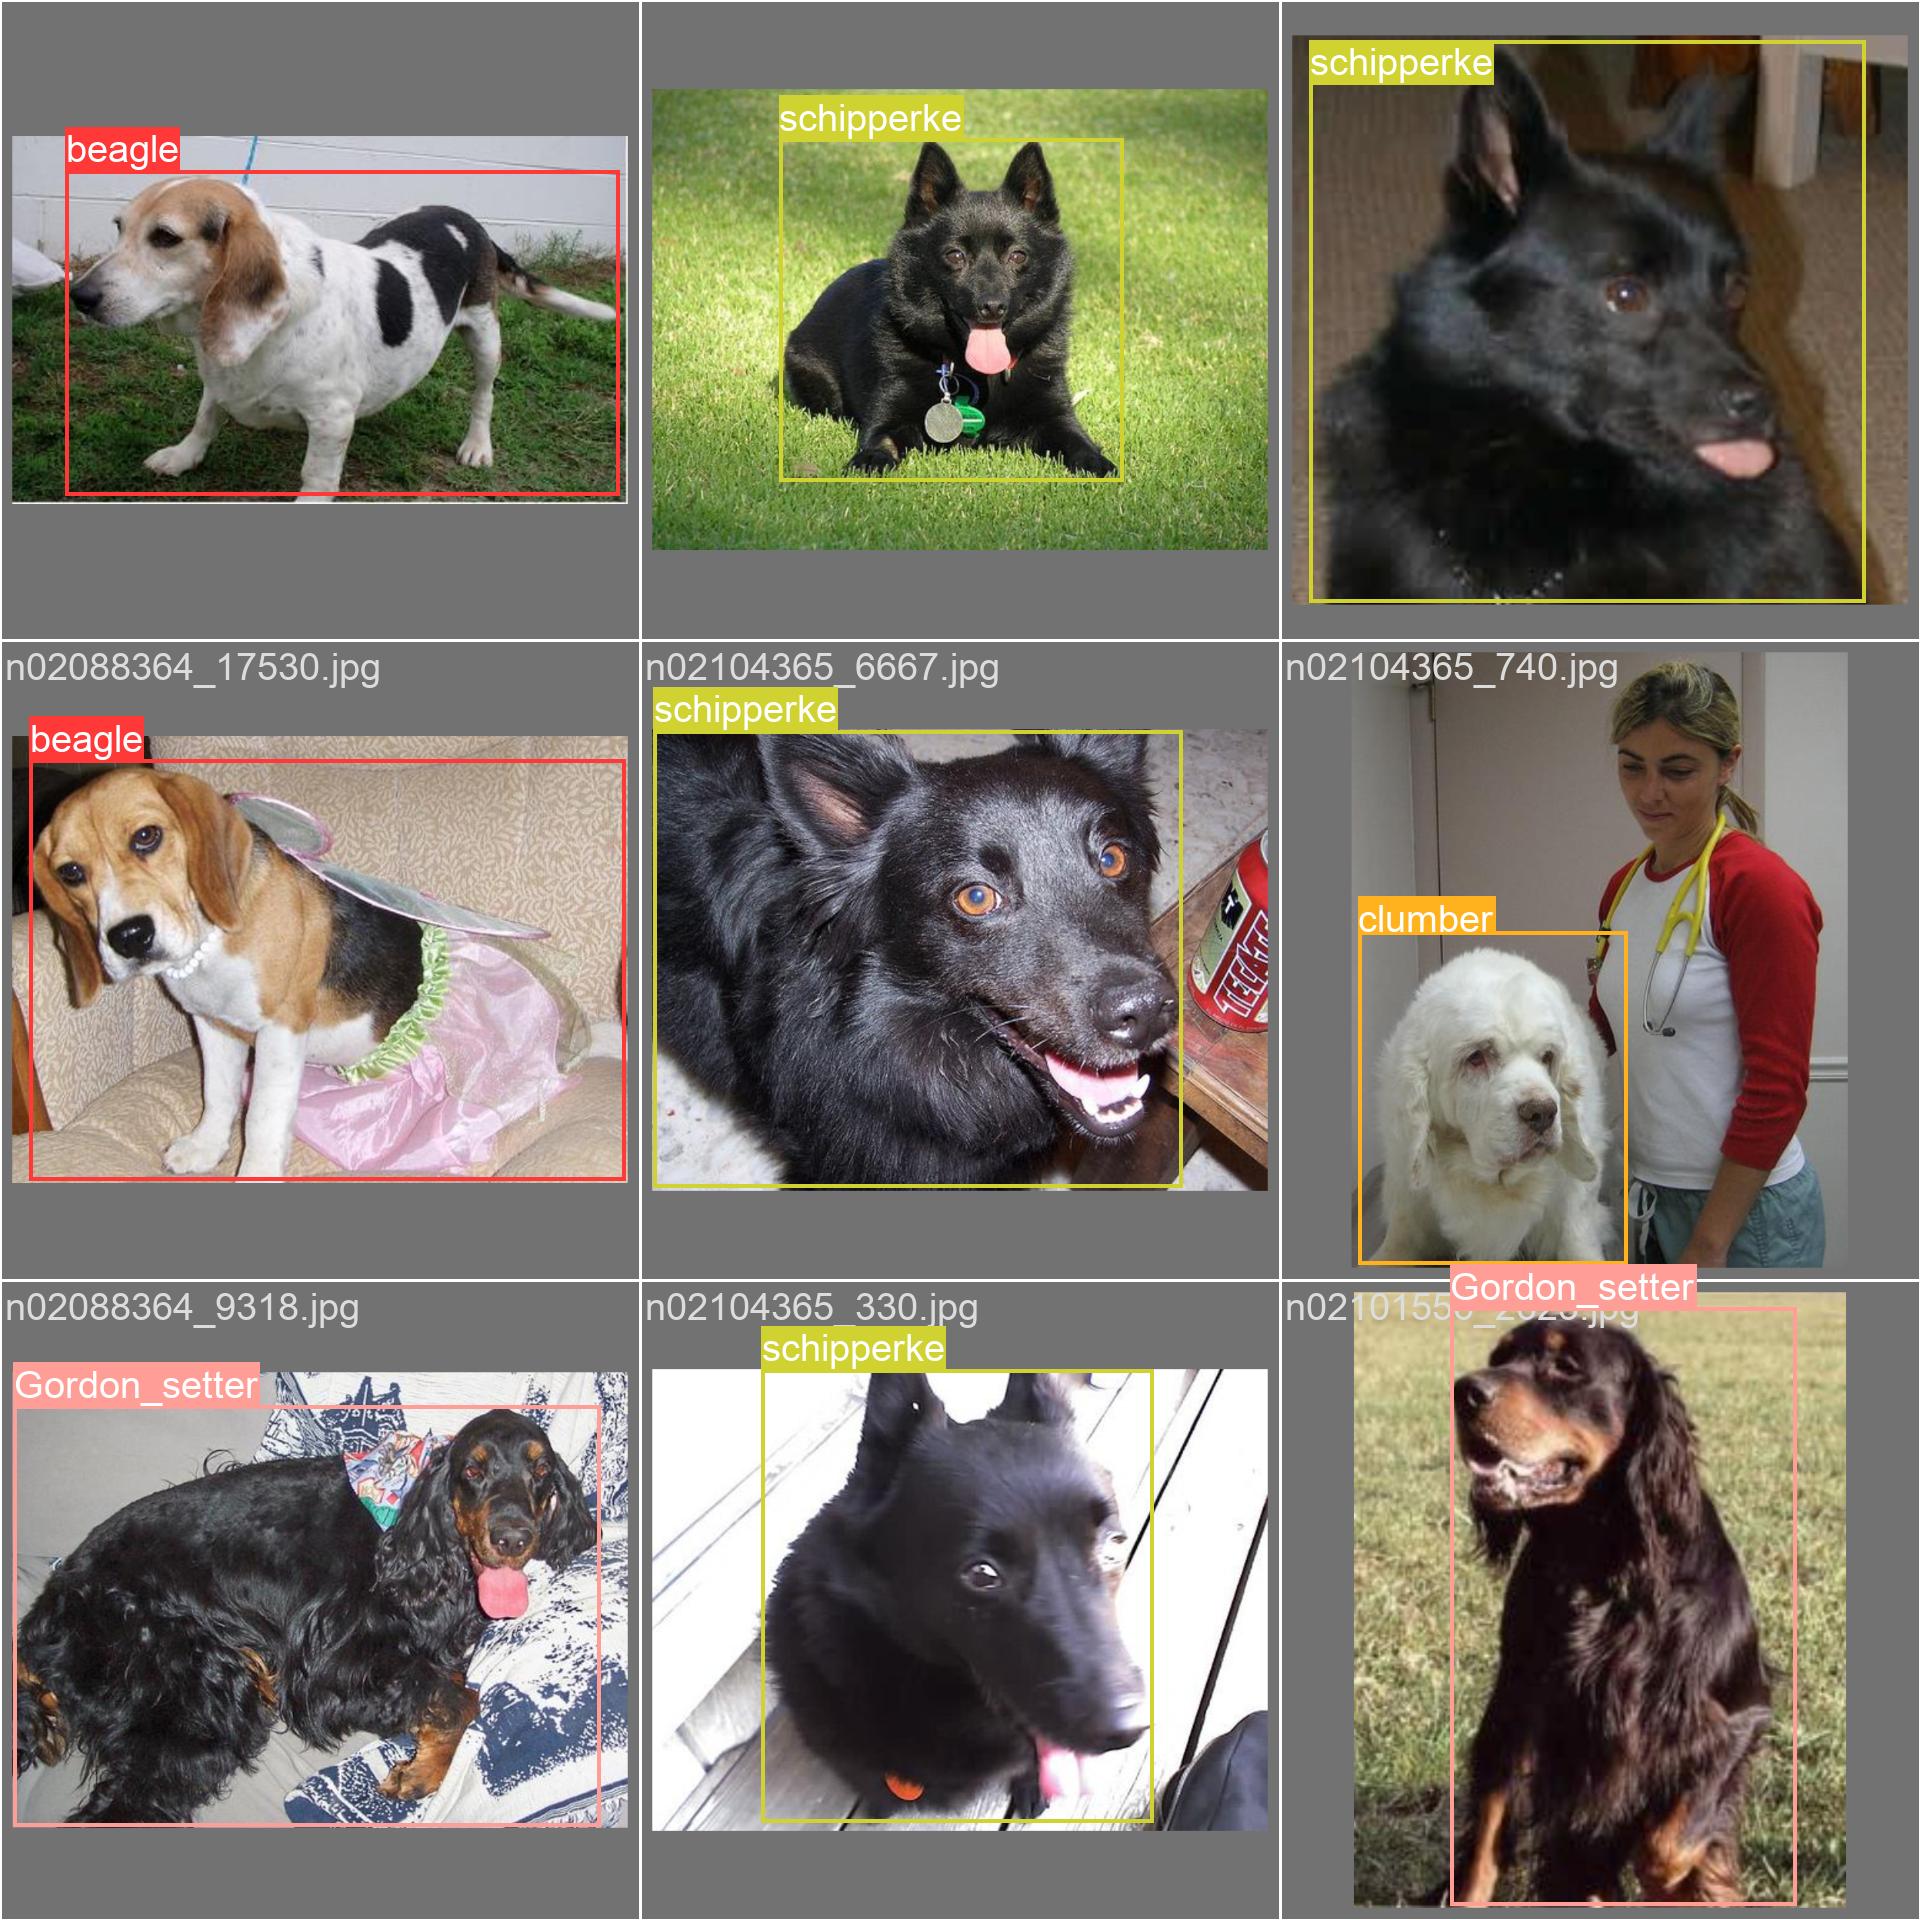 beagle
schipperke
schipperke
n02088364_17530.jpg
n02104365_6667.jpg
n02104365_740.jpg
beagle
schipperke
TECATE
clumber
n02088364_9318.jpg
n02104365_330.jpg
Gordon_setter
Gordon_setter
schipperke